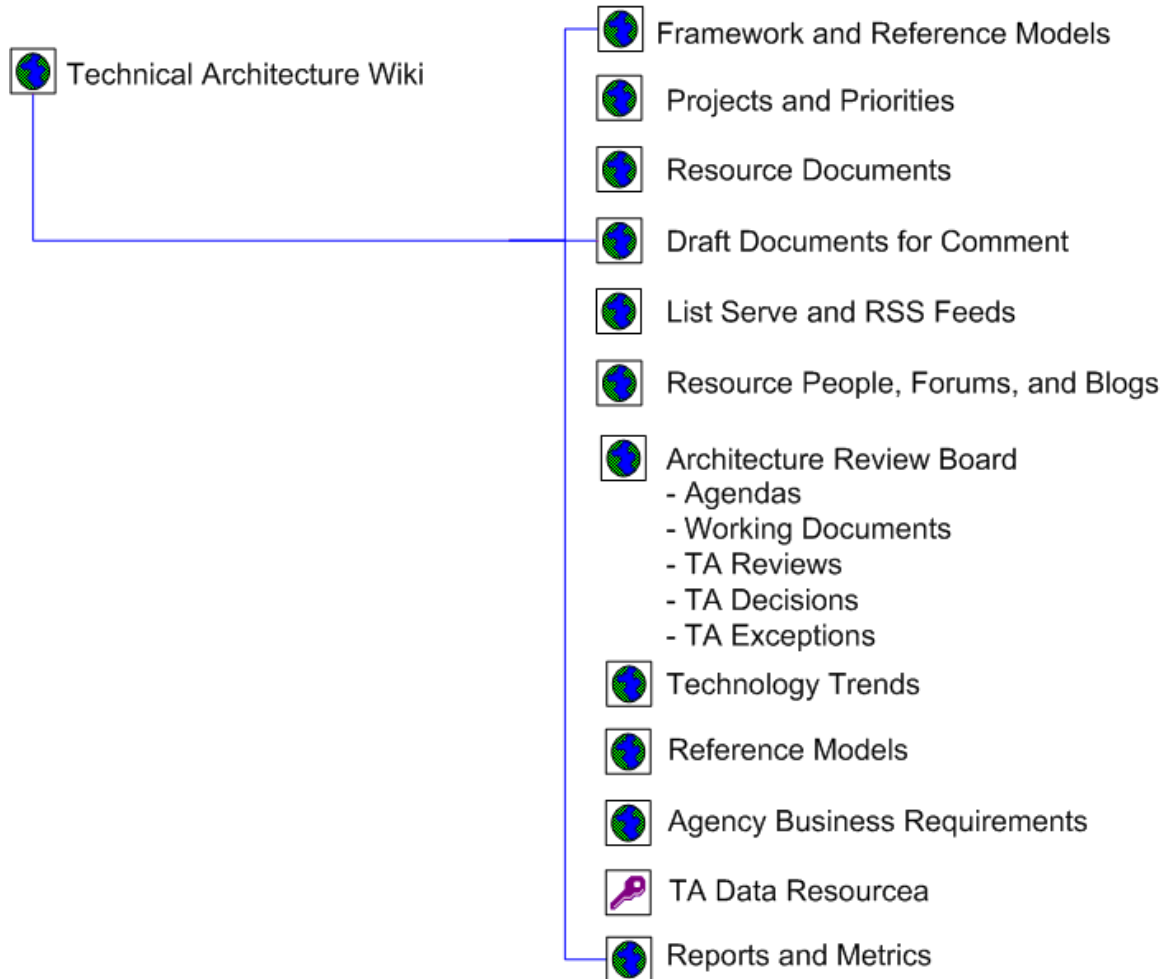 Technical Architecture Wiki
Framework and Reference Models
Projects and Priorities
Resource Documents
Draft Documents for Comment
List Serve and RSS Feeds
Resource People, Forums, and Blogs
Architecture Review Board
- Agendas
- Working Documents
- TA Reviews
- TA Decisions
- TA Exceptions
Technology Trends
Reference Models
Agency Business Requirements
TA Data Resourcea
Reports and Metrics